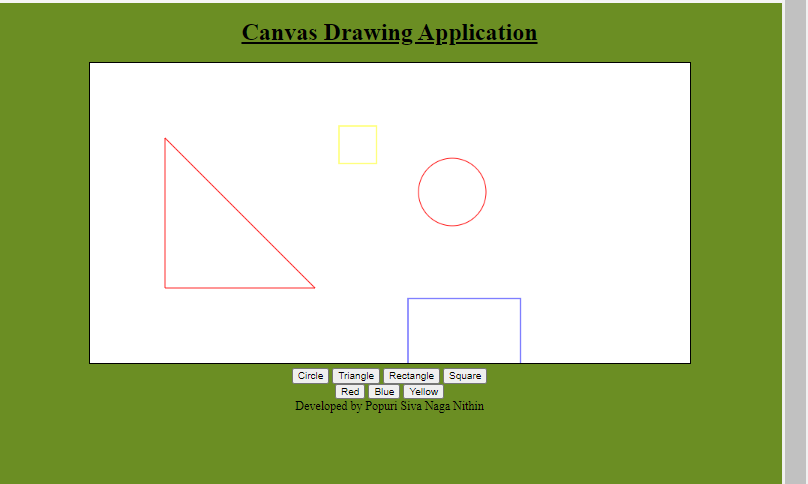 Canvas Drawing Application
Circle Triangle Rectangle Square
Red Blue Yellow
Developed by Popuri Siva Naga Nithin